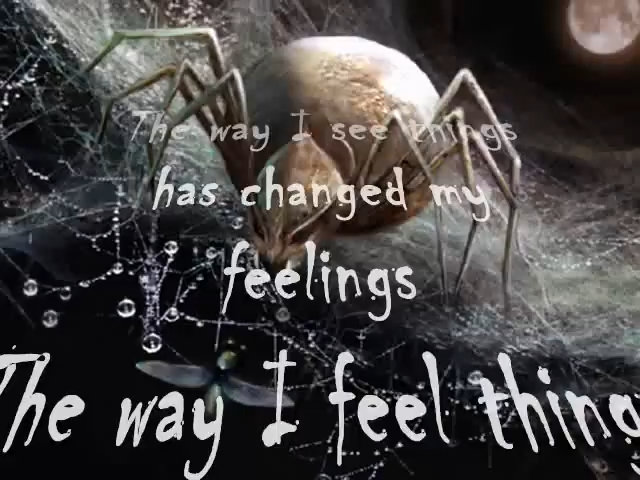 The way I see things
has changed my
feelings
The way I feel thing